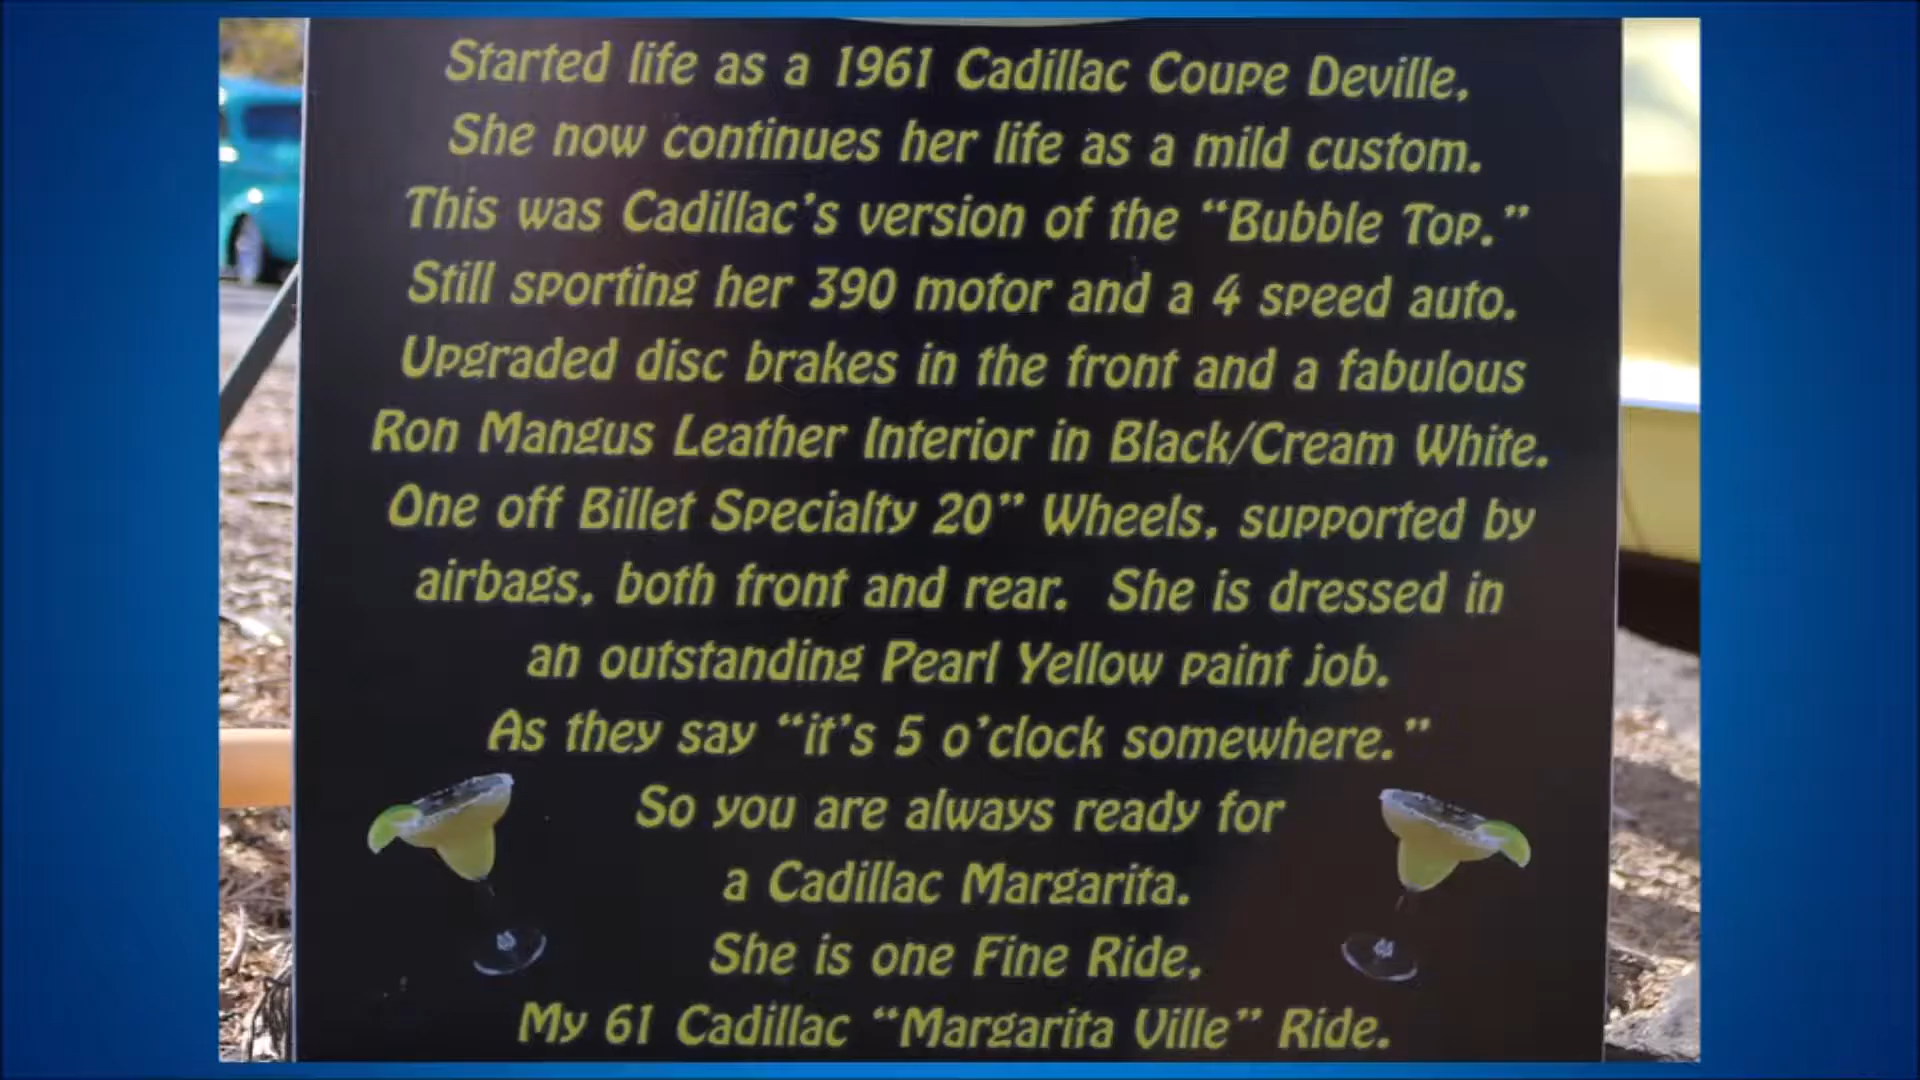 Started life as a 1961 Cadillac Coupe Deville,
She now continues her life as a mild custom.
This was Cadillac's version of the “Bubble Top.”
Still sporting her 390 motor and a 4 speed auto.
Upgraded disc brakes in the front and a fabulous
Ron Mangus Leather Interior in Black/Cream White.
One off Billet Specialty 20” Wheels, supported by
airbags, both front and rear. She is dressed in
an outstanding Pearl Yellow paint job.
As they say “it's 5 o'clock somewhere.”
So you are always ready for
a Cadillac Margarita.
She is one Fine Ride,
My 61 Cadillac “Margarita Ville” Ride.